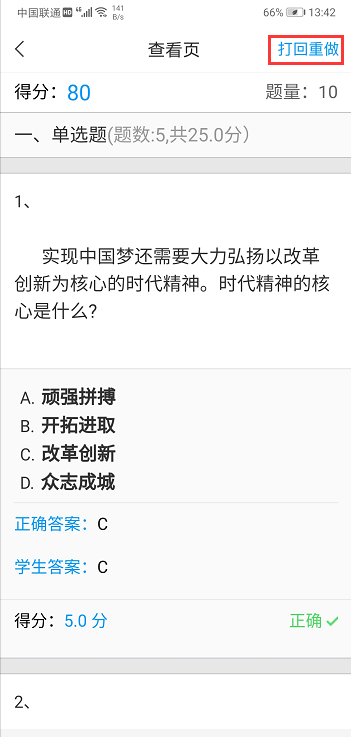 中国联通 HD 46 141 B/s 66% 13:42
查看页 打回重做
得分：80 题量：10
一、单选题(题数:5,共25.0分）
1、
实现中国梦还需要大力弘扬以改革
创新为核心的时代精神。时代精神的核
心是什么?
A. 顽强拼搏
B. 开拓进取
C. 改革创新
D. 众志成城
正确答案：C
学生答案：C
得分：5.0 分 正确
2、